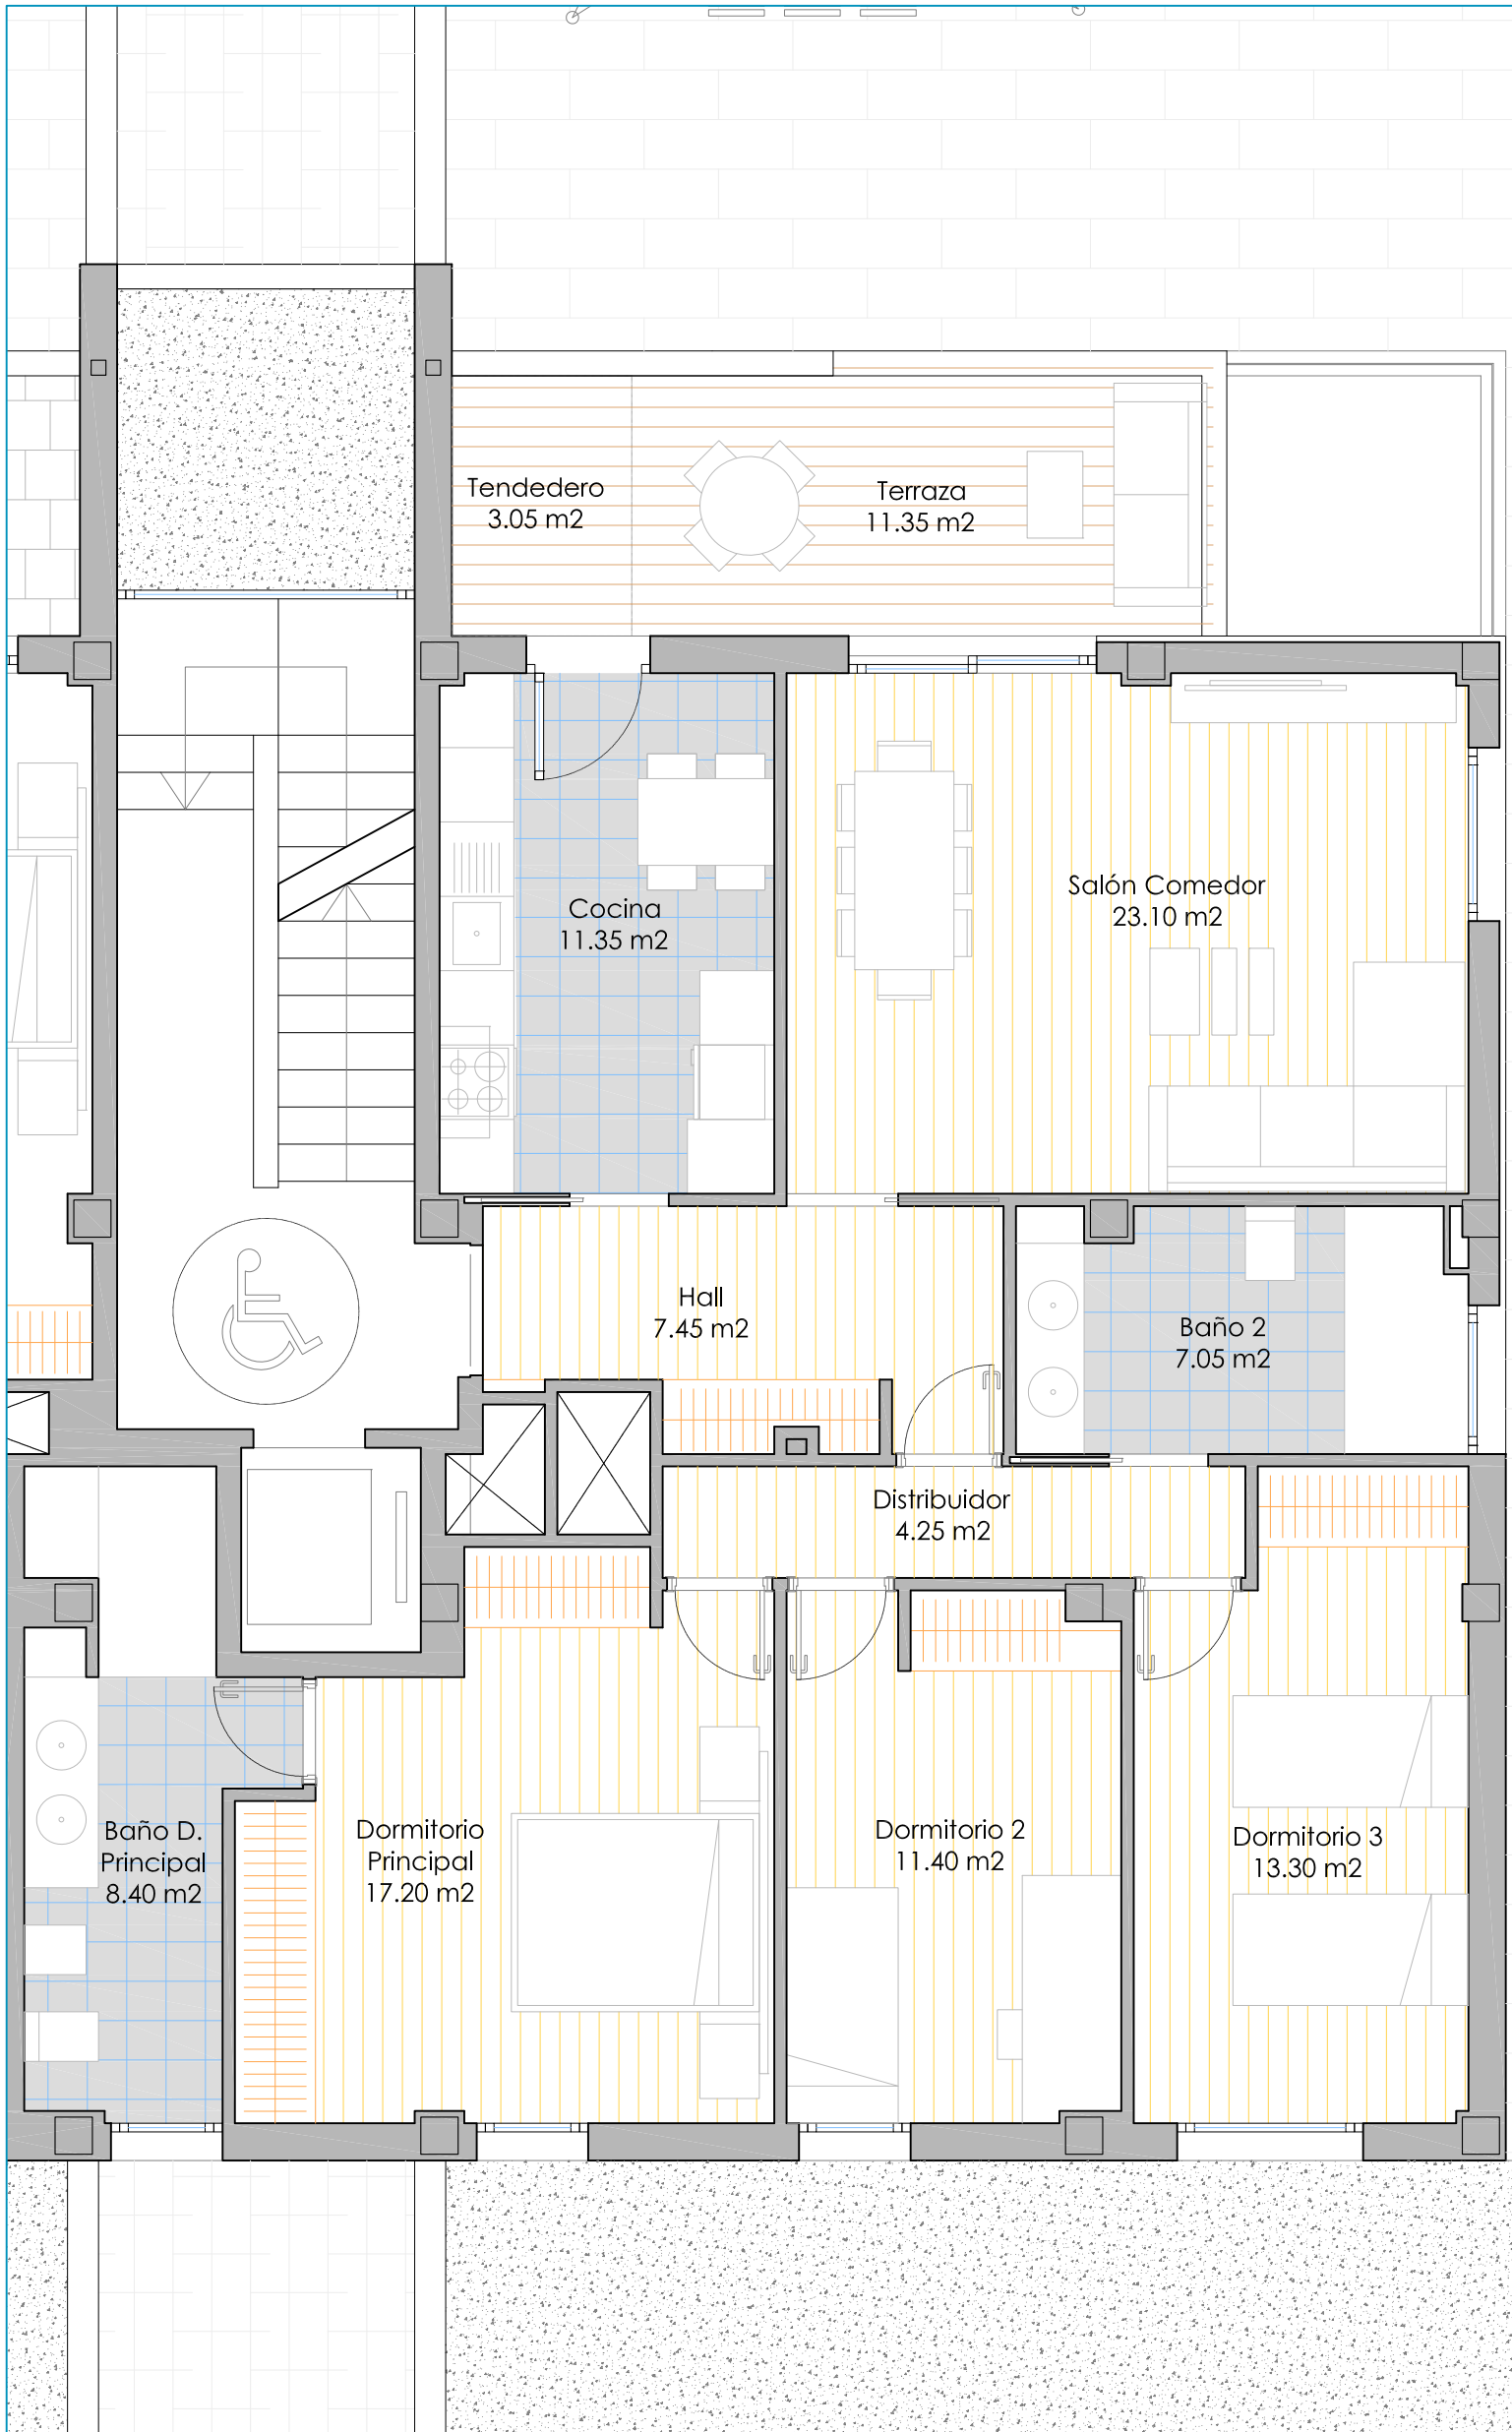 Tendedero
3.05 m2
Terraza
11.35 m2
Cocina
11.35 m2
Salón Comedor
23.10 m2
Hall
7.45 m2
Baño 2
7.05 m2
Distribuidor
4.25 m2
Baño D.
Principal
8.40 m2
Dormitorio
Principal
17.20 m2
Dormitorio 2
11.40 m2
Dormitorio 3
13.30 m2